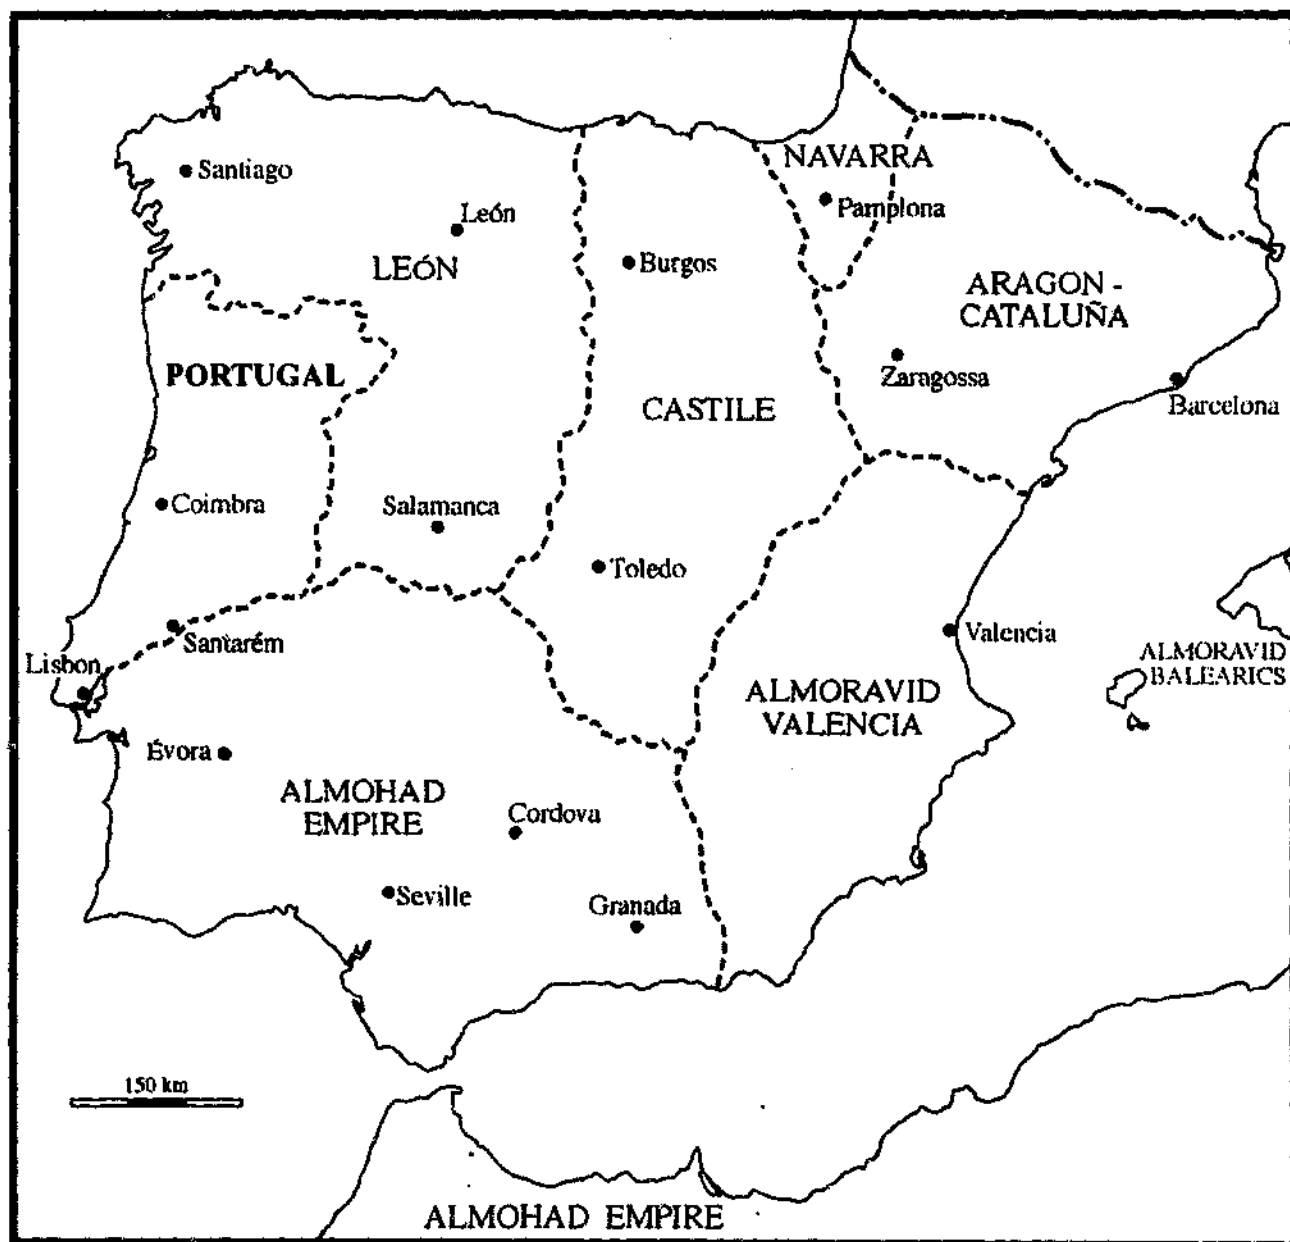 NAVARRA
Santiago
Pamplona
León
LEÓN
Burgos
ARAGON -
CATALUÑA
PORTUGAL
Zaragossa
CASTILE
Barcelona
Coimbra
Salamanca
Toledo
Santarém
Valencia
Lisbon
ALMORAVID
BALEARICS
ALMORAVID
VALENCIA
Évora
ALMOHAD
EMPIRE
Cordova
Seville
Granada
150 km
ALMOHAD EMPIRE